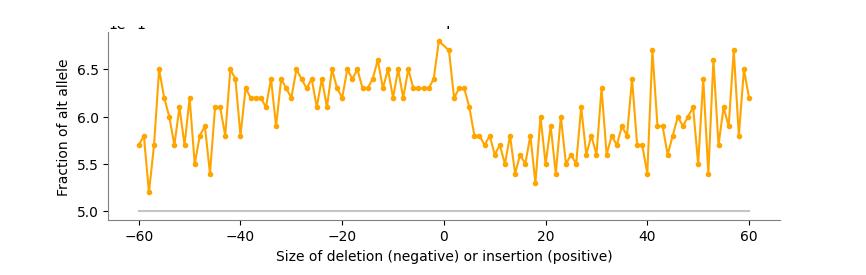 6.5
6.0
5.5
5.0
Fraction of alt allele
−60 −40 −20 0 20 40 60
Size of deletion (negative) or insertion (positive)